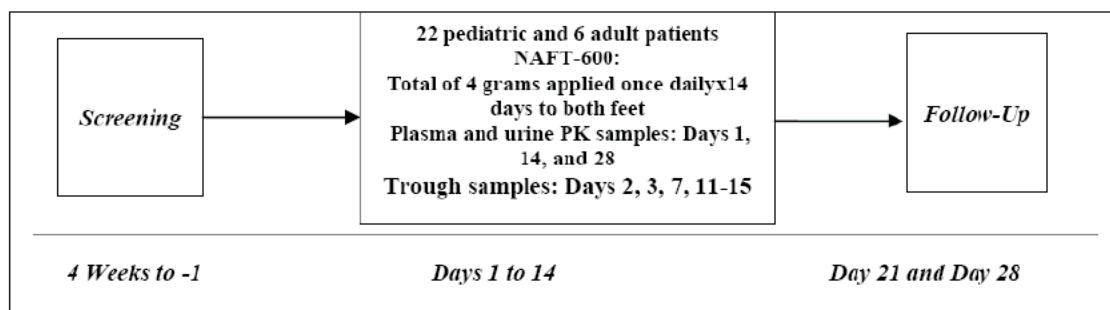 Screening
22 pediatric and 6 adult patients
NAFT-600:
Total of 4 grams applied once dailyx14
days to both feet
Plasma and urine PK samples: Days 1,
14, and 28
Trough samples: Days 2, 3, 7, 11-15
Follow-Up
4 Weeks to -1
Days 1 to 14
Day 21 and Day 28